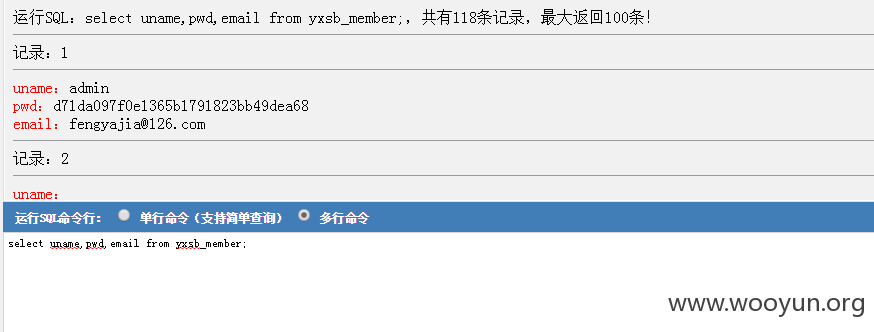 运行SQL：select uname,pwd,email from yxsb_member;，共有118条记录，最大返回100条！
记录：1
uname：admin
pwd：d71da097f0e1365b1791823bb49dea68
email：fengyajia@126.com
记录：2
uname：
运行SQL命令行： 单行命令（支持简单查询） 多行命令
select uname,pwd,email from yxsb_member;
www.wooyun.org